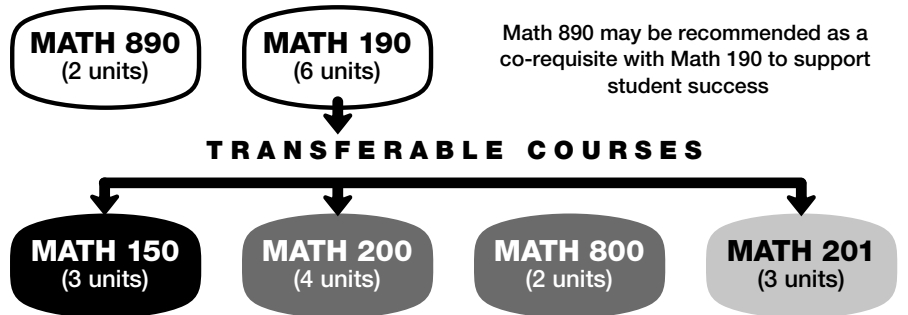 MATH 890
(2 units)
MATH 190
(6 units)
Math 890 may be recommended as a
co-requisite with Math 190 to support
student success
TRANSFERABLE COURSES
MATH 150
(3 units)
MATH 200
(4 units)
MATH 800
(2 units)
MATH 201
(3 units)